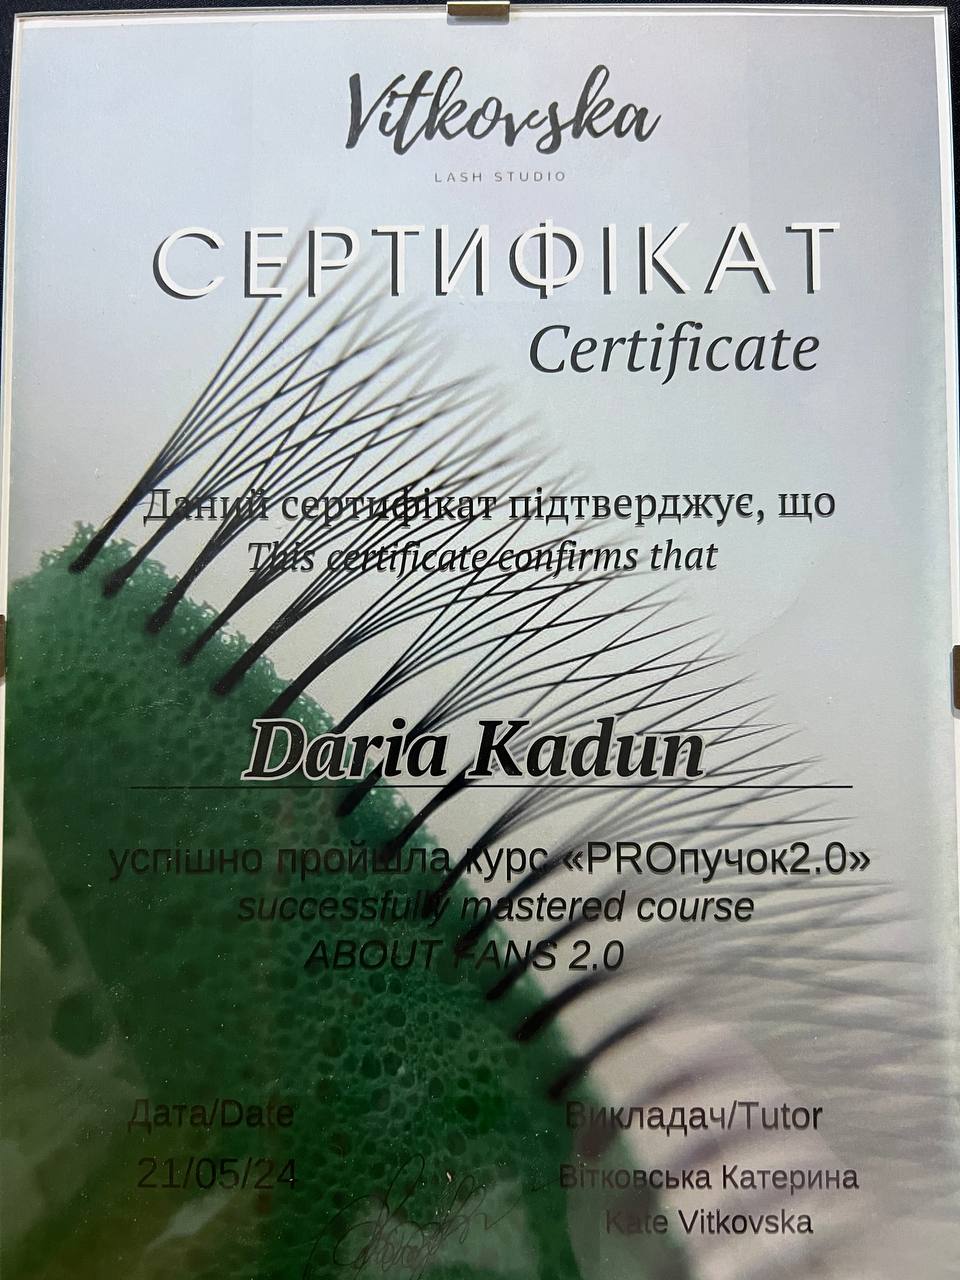 Vitkovska
LASH STUDIO
СЕРТИФІКАТ
Certificate
Даний сертифікат підтверджує, що
This certificate confirms that
Daria Kadun
успішно пройшла курс «PROпучок2.0»
successfully mastered course
ABOUT FANS 2.0
Дата/Date
Викладач/Tutor
21/05/24
Вітковська Катерина
Kate Vitkovska